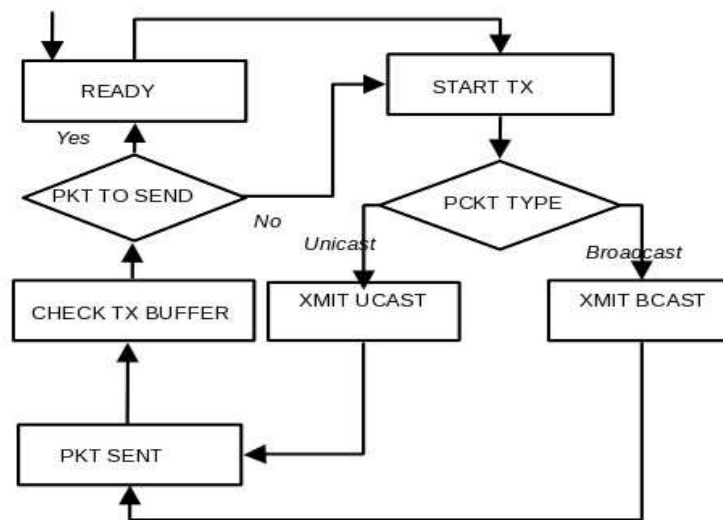 READY
START TX
Yes
PKT TO SEND
PCKT TYPE
No
Unicast
Broadcast
CHECK TX BUFFER
XMIT UCAST
XMIT BCAST
PKT SENT